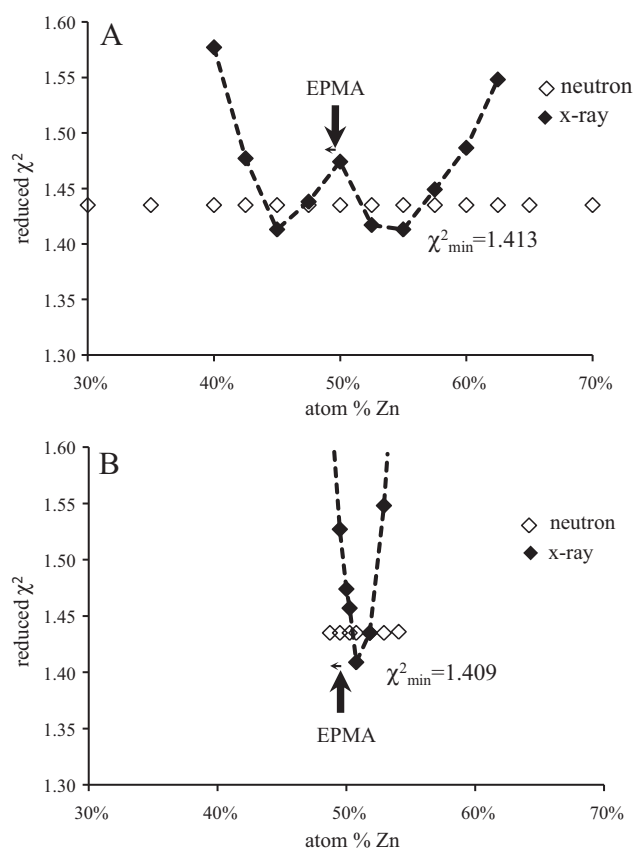 A
1.60
1.55
1.50
1.45
1.40
1.35
1.30
reduced χ²
EPMA
neutron
x-ray
χ²min=1.413
30% 40% 50% 60% 70%
atom % Zn
B
1.60
1.55
1.50
1.45
1.40
1.35
1.30
reduced χ²
neutron
x-ray
χ²min=1.409
EPMA
30% 40% 50% 60% 70%
atom % Zn